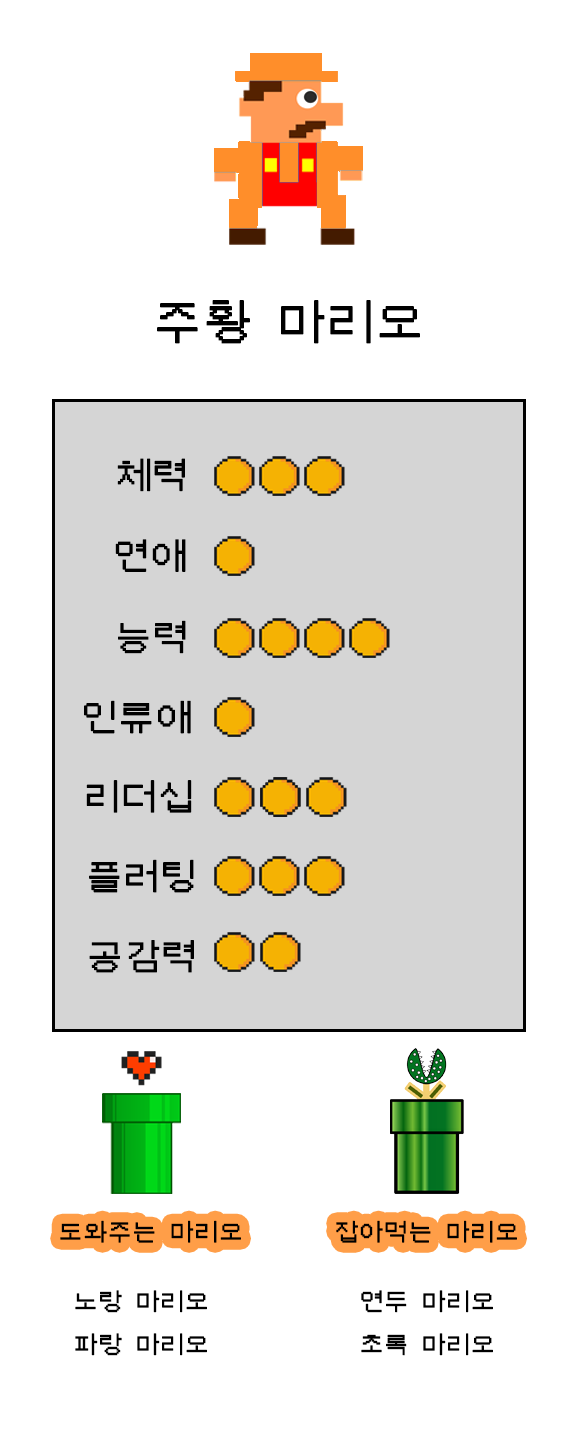 주황 마리오
체력
연애
능력
인류애
리더십
플러팅
공감력
도와주는 마리오
잡아먹는 마리오
노랑 마리오
연두 마리오
파랑 마리오
초록 마리오